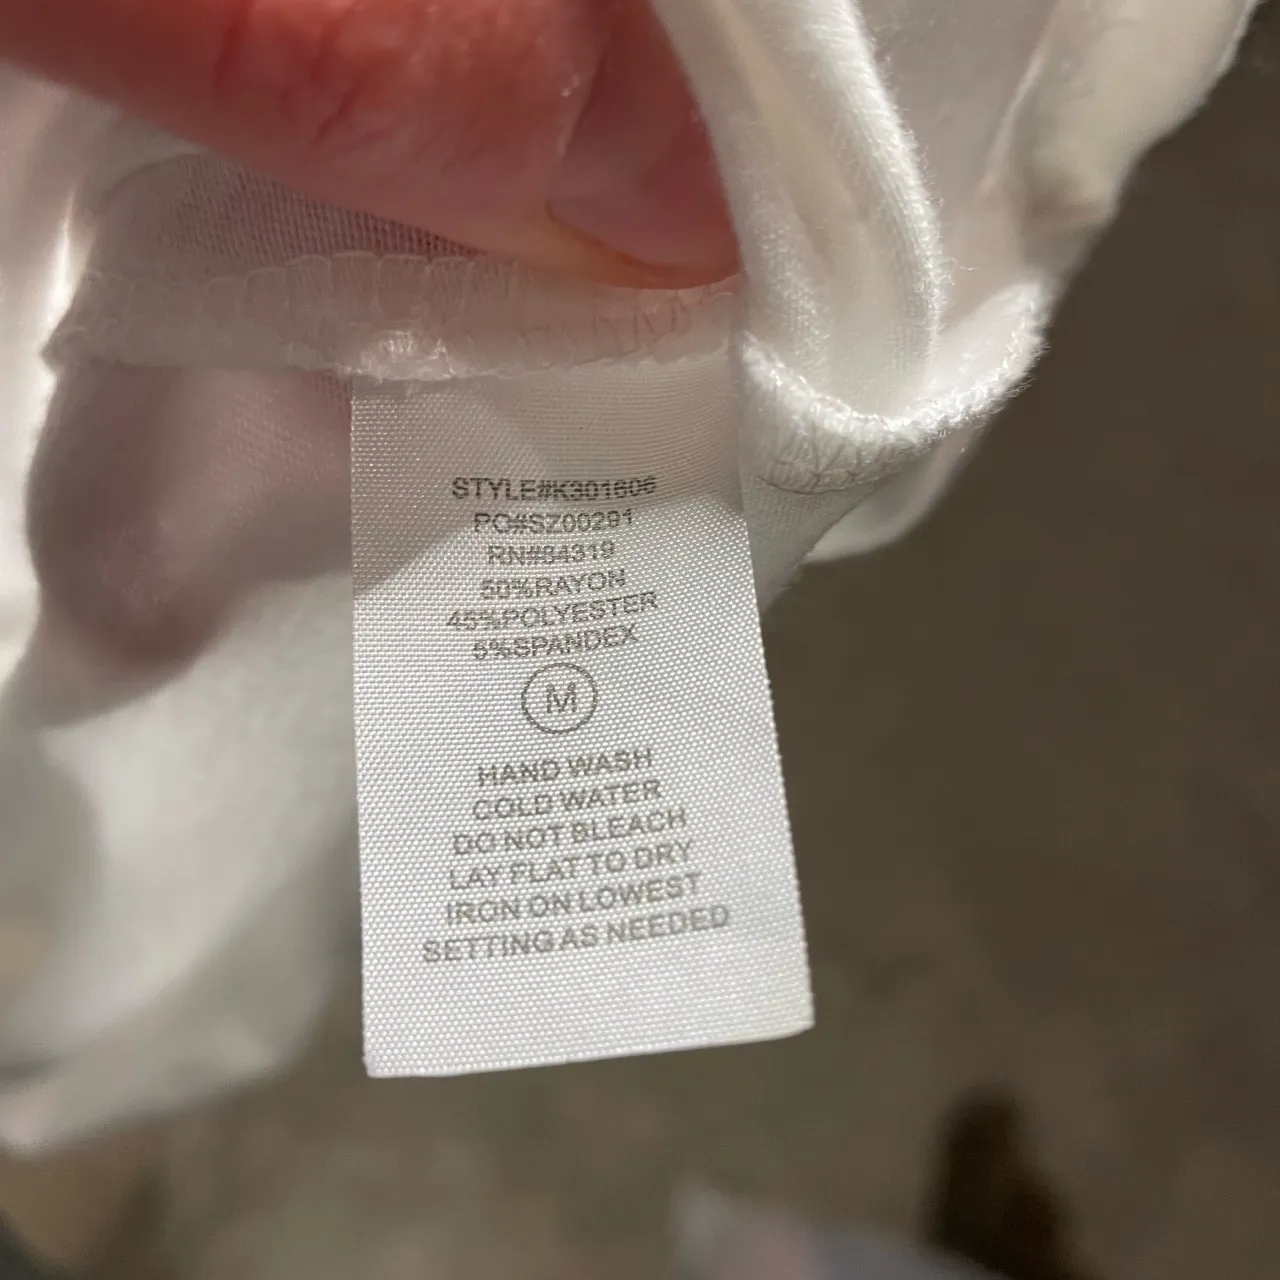 STYLE#K301606
PO#SZ00291
RN#84319
50%RAYON
45%POLYESTER
5%SPANDEX
M
HAND WASH
COLD WATER
DO NOT BLEACH
LAY FLAT TO DRY
IRON ON LOWEST
SETTING AS NEEDED